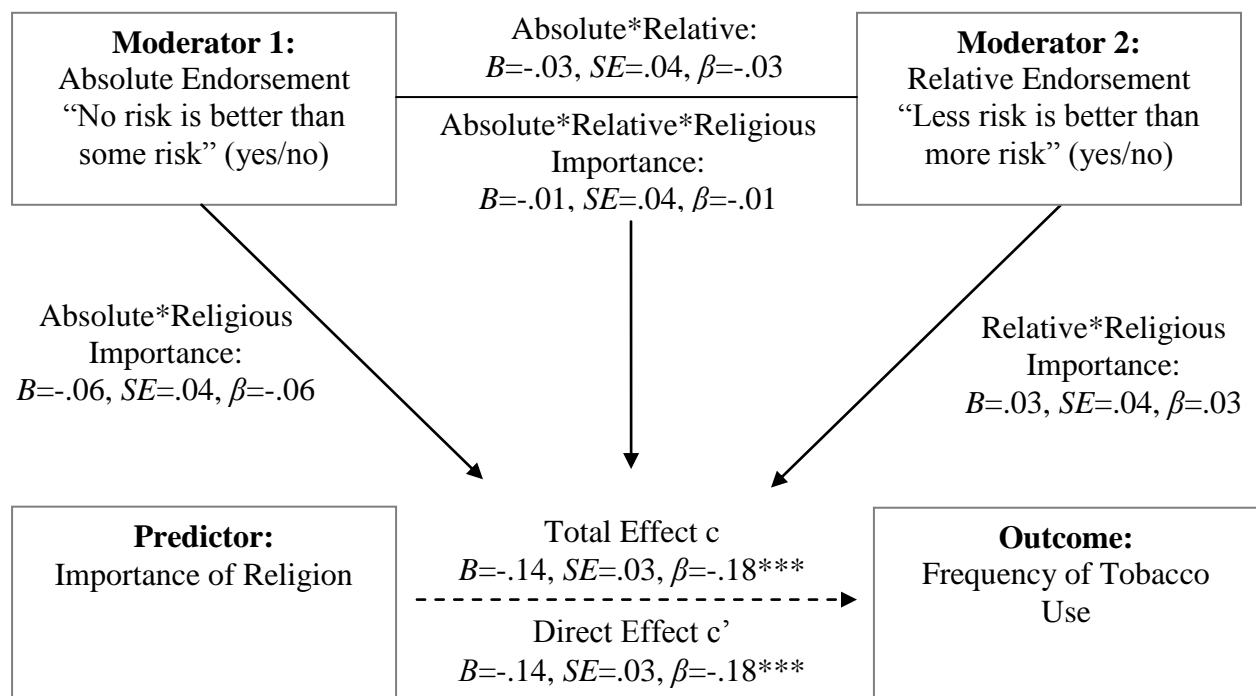 Moderator 1:
Absolute Endorsement
“No risk is better than
some risk” (yes/no)
Absolute*Relative:
B=-.03, SE=.04, β=-.03
Absolute*Relative*Religious
Importance:
B=-.01, SE=.04, β=-.01
Moderator 2:
Relative Endorsement
“Less risk is better than
more risk” (yes/no)
Absolute*Religious
Importance:
B=-.06, SE=.04, β=-.06
Relative*Religious
Importance:
B=.03, SE=.04, β=.03
Predictor:
Importance of Religion
Total Effect c
B=-.14, SE=.03, β=-.18***
Direct Effect c’
B=-.14, SE=.03, β=-.18***
Outcome:
Frequency of Tobacco
Use